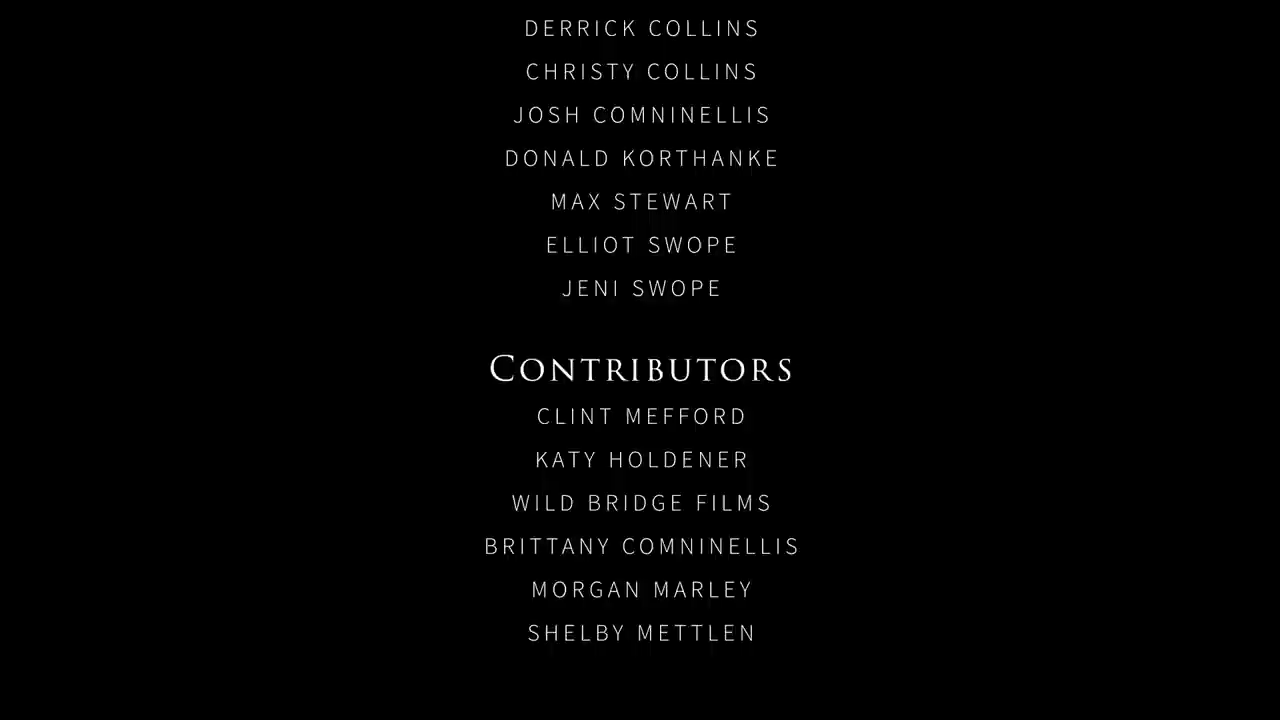 DERRICK COLLINS
CHRISTY COLLINS
JOSH COMNINELLIS
DONALD KORTHANKE
MAX STEWART
ELLIOT SWOPE
JENI SWOPE
CONTRIBUTORS
CLINT MEFFORD
KATY HOLDENER
WILD BRIDGE FILMS
BRITTANY COMNINELLIS
MORGAN MARLEY
SHELBY METTLEN